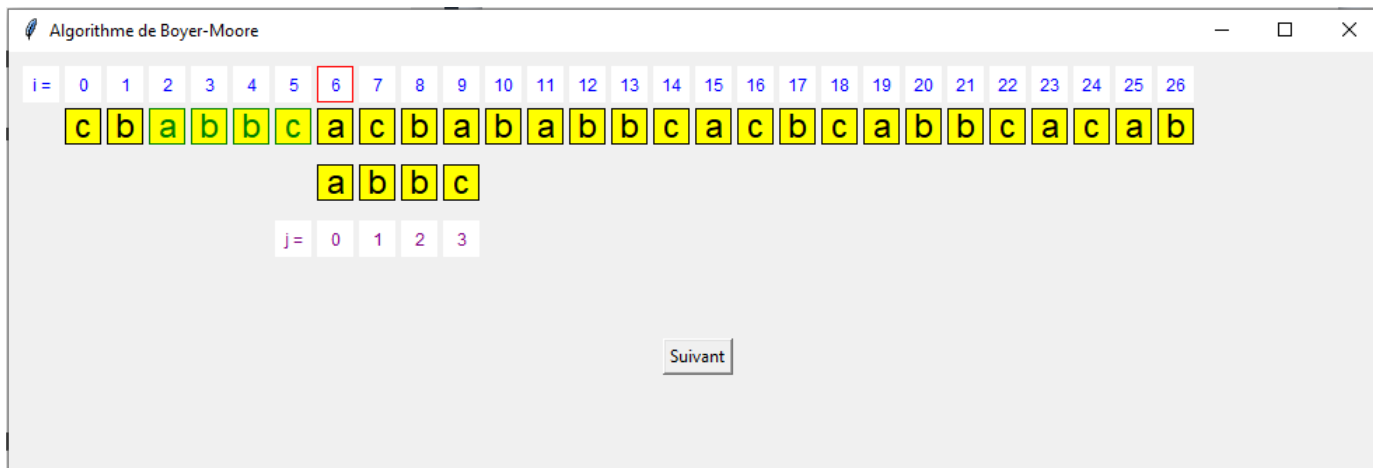 Algorithme de Boyer-Moore
i = 0 1 2 3 4 5 6 7 8 9 10 11 12 13 14 15 16 17 18 19 20 21 22 23 24 25 26
c b a b b c a c b a b a b b c a c b c a b b c a c a b
a b b c
j = 0 1 2 3
Suivant